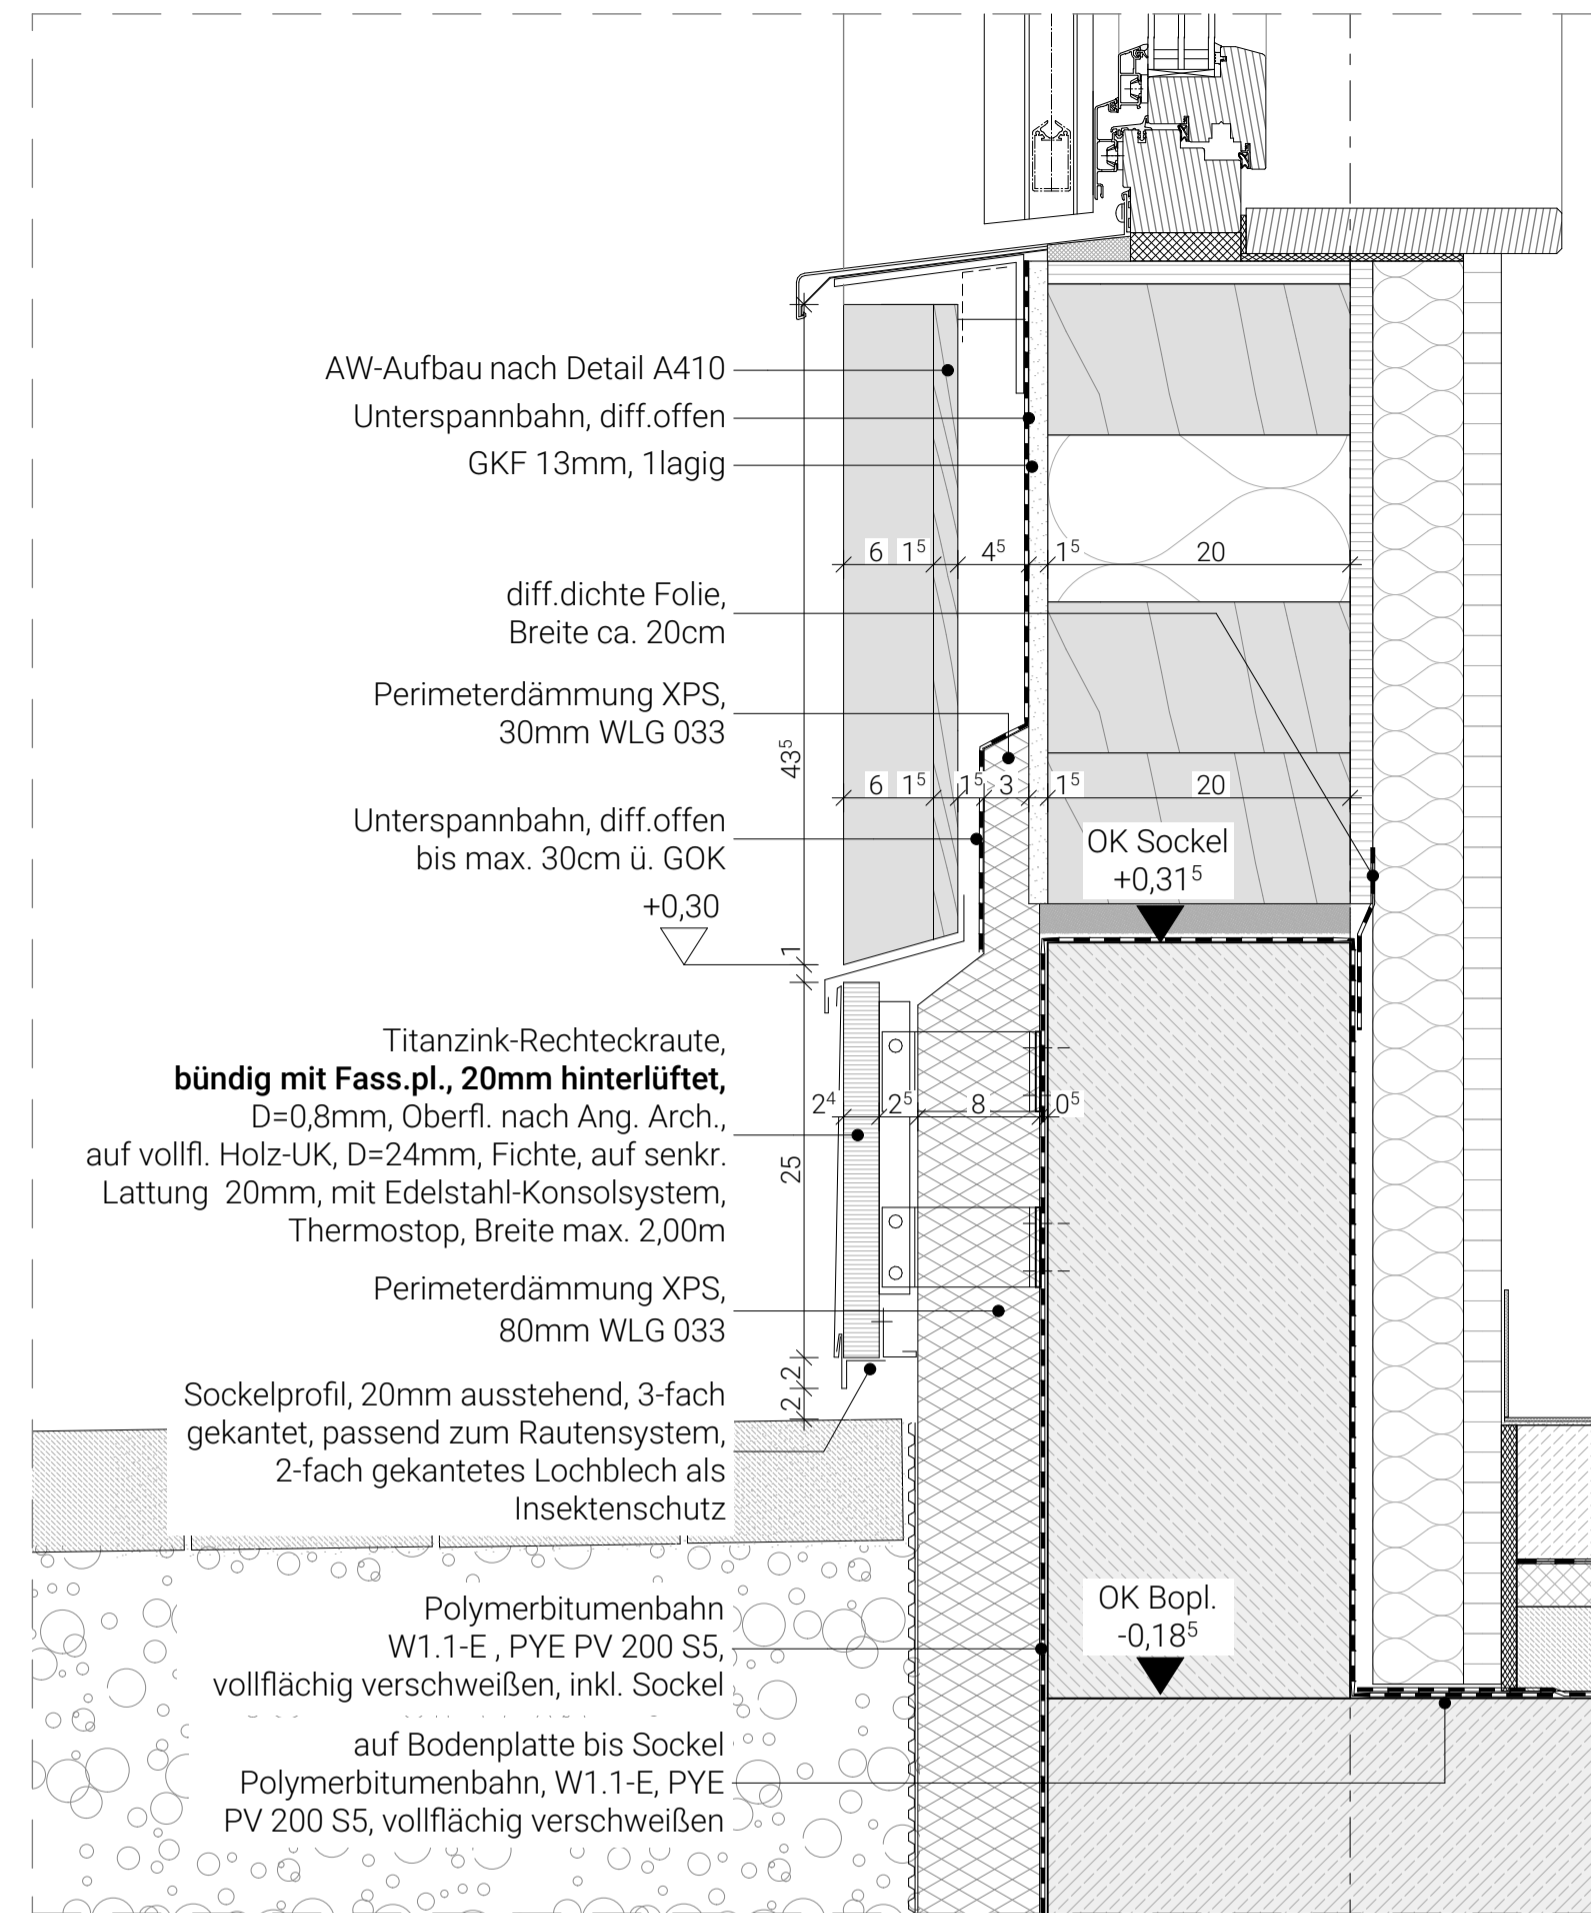 AW-Aufbau nach Detail A410
Unterspannbahn, diff.offen
GKF 13mm, 1lagig
6 1⁵ 4⁵ 1⁵ 20
diff.dichte Folie,
Breite ca. 20cm
Perimeterdämmung XPS,
30mm WLG 033
43⁵
6 1⁵ 1⁵ 3 1⁵ 20
Unterspannbahn, diff.offen
bis max. 30cm ü. GOK
+0,30
OK Sockel
+0,31⁵
1
Titanzink-Rechteckraute,
bündig mit Fass.pl., 20mm hinterlüftet,
D=0,8mm, Oberfl. nach Ang. Arch.,
auf vollfl. Holz-UK, D=24mm, Fichte, auf senkr.
Lattung 20mm, mit Edelstahl-Konsolsystem,
Thermostop, Breite max. 2,00m
2⁴ 2⁵ 8 0⁵
25
Perimeterdämmung XPS,
80mm WLG 033
2
2
Sockelprofil, 20mm ausstehend, 3-fach
gekantet, passend zum Rautensystem,
2-fach gekantetes Lochblech als
Insektenschutz
Polymerbitumenbahn
W1.1-E , PYE PV 200 S5,
vollflächig verschweißen, inkl. Sockel
OK Bopl.
-0,18⁵
auf Bodenplatte bis Sockel
Polymerbitumenbahn, W1.1-E, PYE
PV 200 S5, vollflächig verschweißen